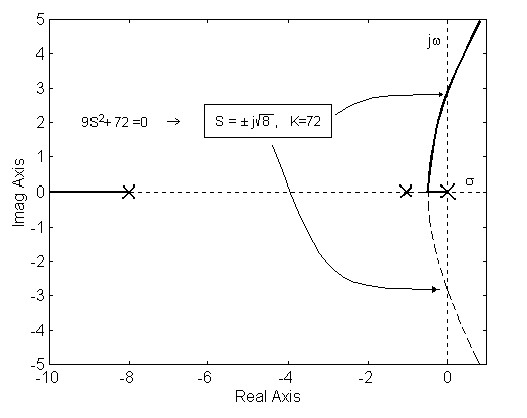 5
4
3
2
1
0
-1
-2
-3
-4
-5
Imag Axis
jω
9S²+72=0 → S = ±j√8 , K=72
σ
-10 -8 -6 -4 -2 0
Real Axis